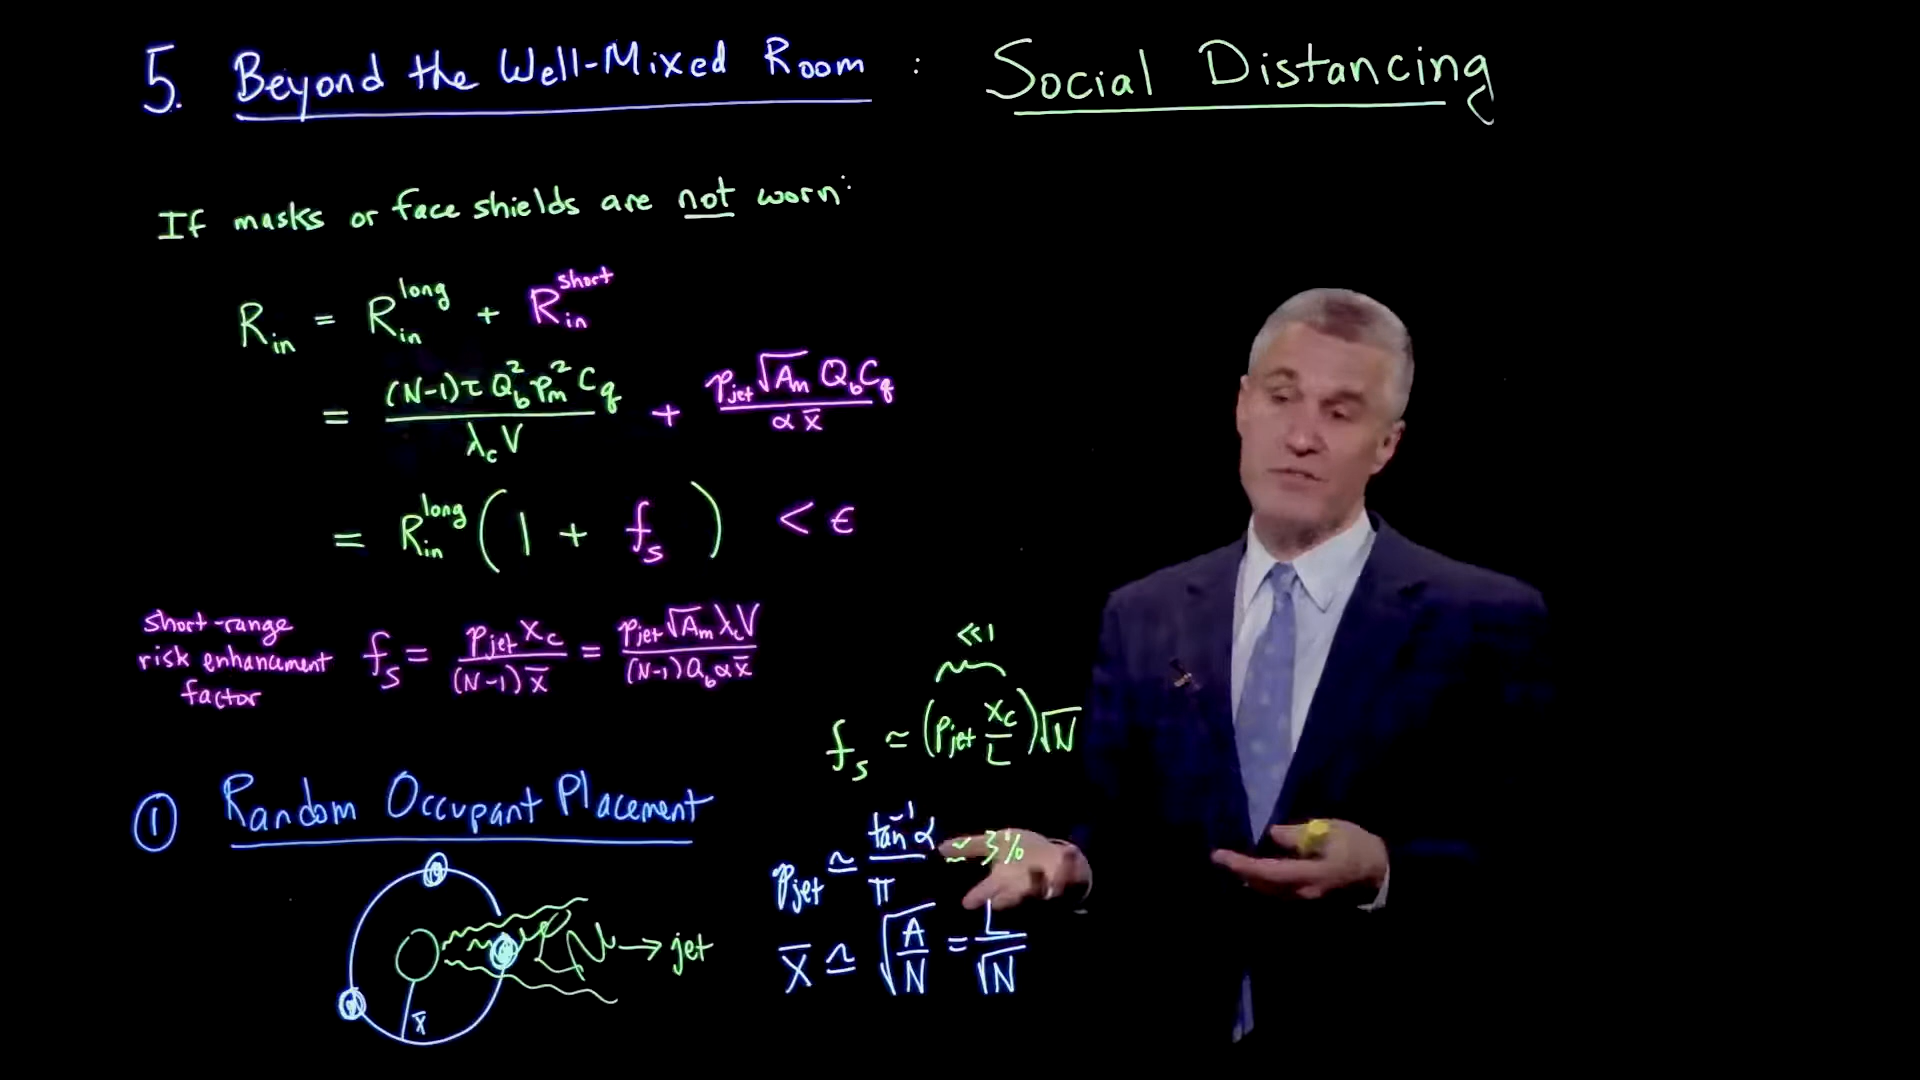 5. Beyond the Well-Mixed Room : Social Distancing
If masks or face shields are not worn:
R_in = R_in^long + R_in^short
= (N-1) τ Q_b^2 p_m^2 C_q / λ_c V + p_jet √A_m Q_b C_q / α x̄
= R_in^long (1 + f_s) < ϵ
short-range risk enhancement factor f_s = p_jet x_c / (N-1) x̄ = p_jet √A_m λ_c V / (N-1) Q_b α x̄
<<1
f_s ≃ (p_jet x_c / L) √N
① Random Occupant Placement
p_jet ≃ tan^-1 α / π ≃ 3%
x̄ ≃ √(A / N) = L / √N
→ jet
x̄